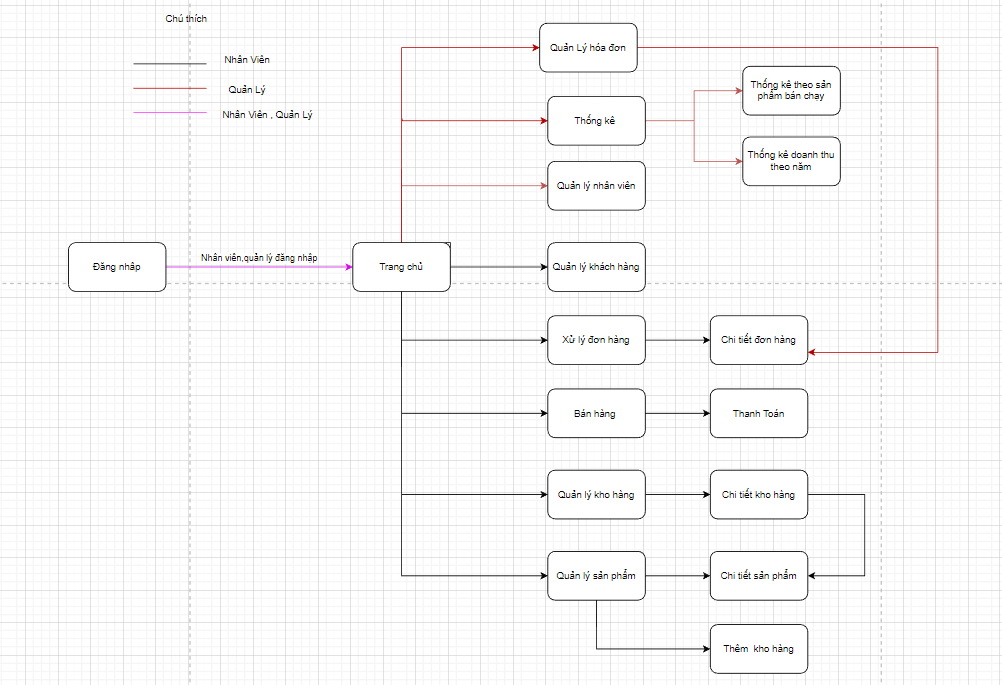 Chú thích
Nhân Viên
Quản Lý
Nhân Viên , Quản Lý
Quản Lý hóa đơn
Thống kê theo sản
phẩm bán chạy
Thống kê
Thống kê doanh thu
theo năm
Quản lý nhân viên
Đăng nhập
Nhân viên,quản lý đăng nhập
Trang chủ
Quản lý khách hàng
Xử lý đơn hàng
Chi tiết đơn hàng
Bán hàng
Thanh Toán
Quản lý kho hàng
Chi tiết kho hàng
Quản lý sản phẩm
Chi tiết sản phẩm
Thêm kho hàng